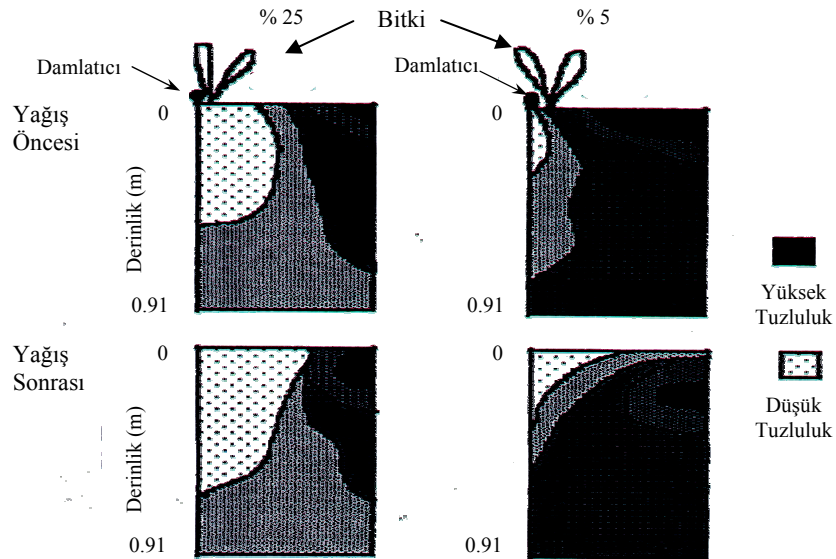 % 25
Bitki
% 5
Damlatıcı
Damlatıcı
Yağış
Öncesi
0
0
Derinlik (m)
0.91
0.91
Yüksek
Tuzluluk
Yağış
Sonrası
0
0
Derinlik (m)
Düşük
Tuzluluk
0.91
0.91